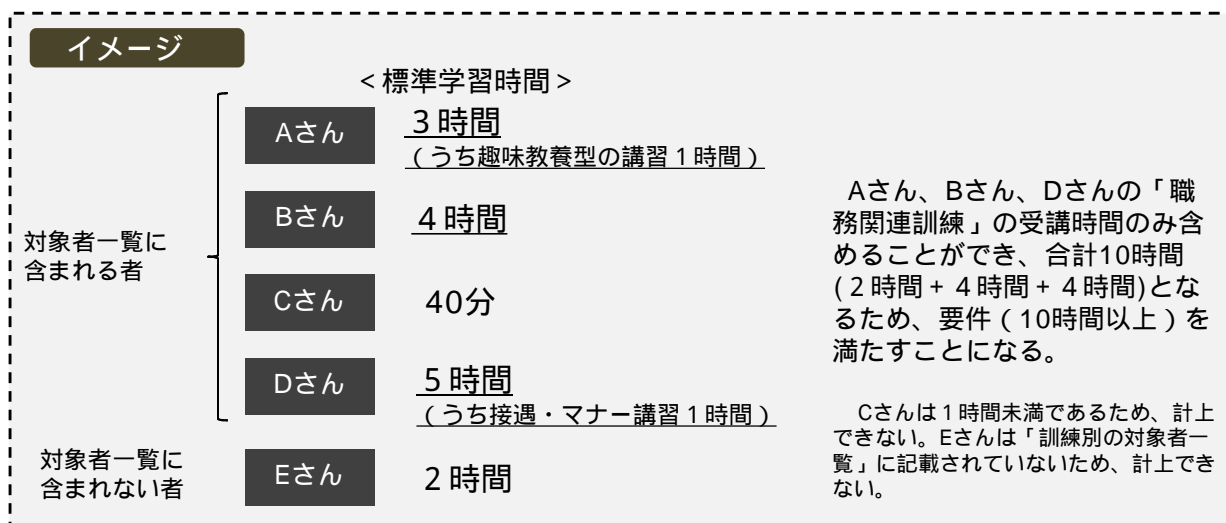 イメージ
<標準学習時間>
対象者一覧に
含まれる者
Aさん
３時間
(うち趣味教養型の講習１時間)
Bさん
４時間
Cさん
40分
Dさん
５時間
(うち接遇・マナー講習１時間)
対象者一覧に
含まれない者
Eさん
２時間
Aさん、Bさん、Dさんの「職
務関連訓練」の受講時間のみ含
めることができ、合計10時間
(２時間+４時間+４時間)とな
るため、要件(10時間以上)を
満たすことになる。
Cさんは１時間未満であるため、計上
できない。Eさんは「訓練別の対象者一
覧」に記載されていないため、計上でき
ない。